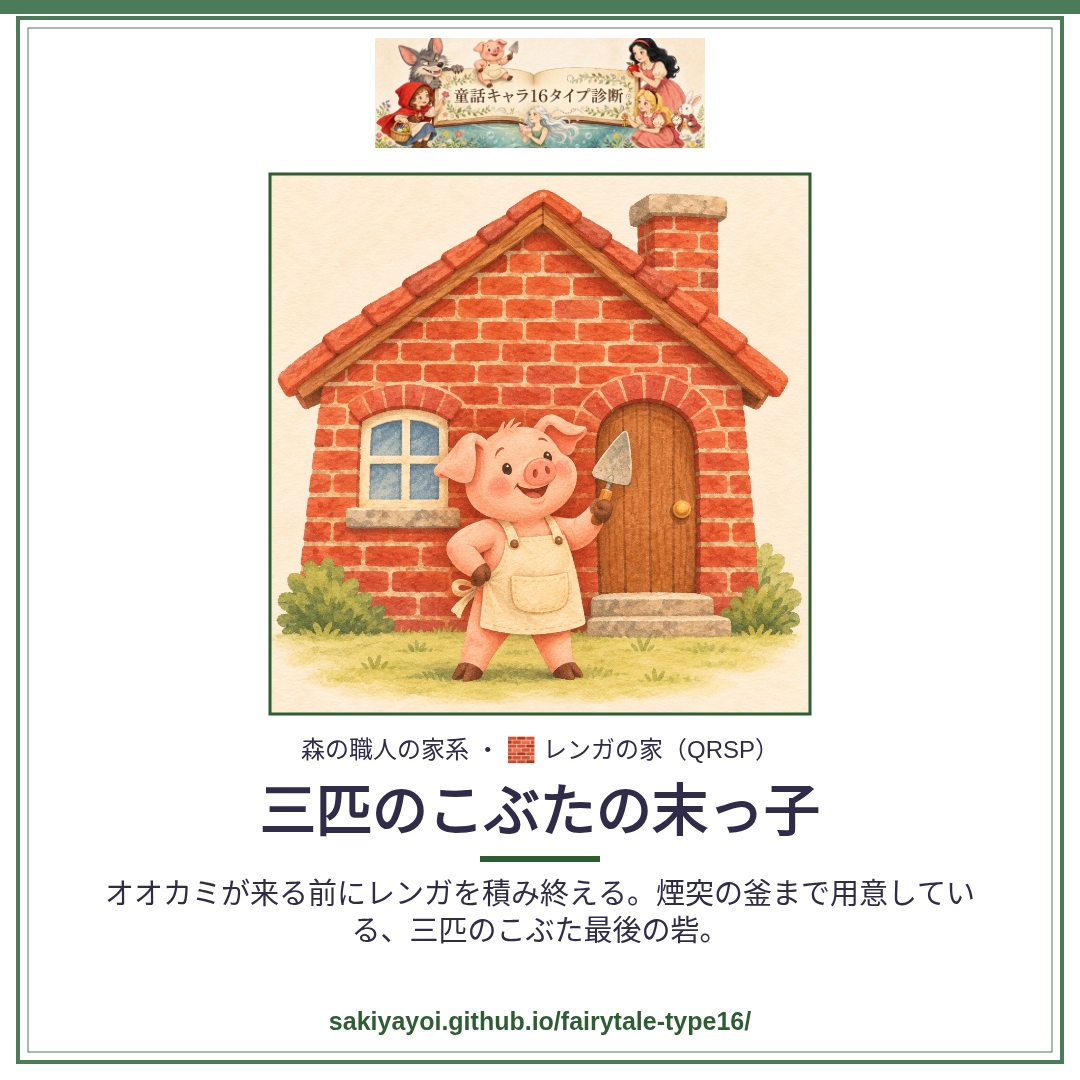 童話キャラ16タイプ診断
森の職人の家系 ・ 🧱 レンガの家（QRSP）
三匹のこぶたの末っ子
オオカミが来る前にレンガを積み終える。煙突の釜まで用意してい
る、三匹のこぶた最後の砦。
sakiyayoi.github.io/fairytale-type16/